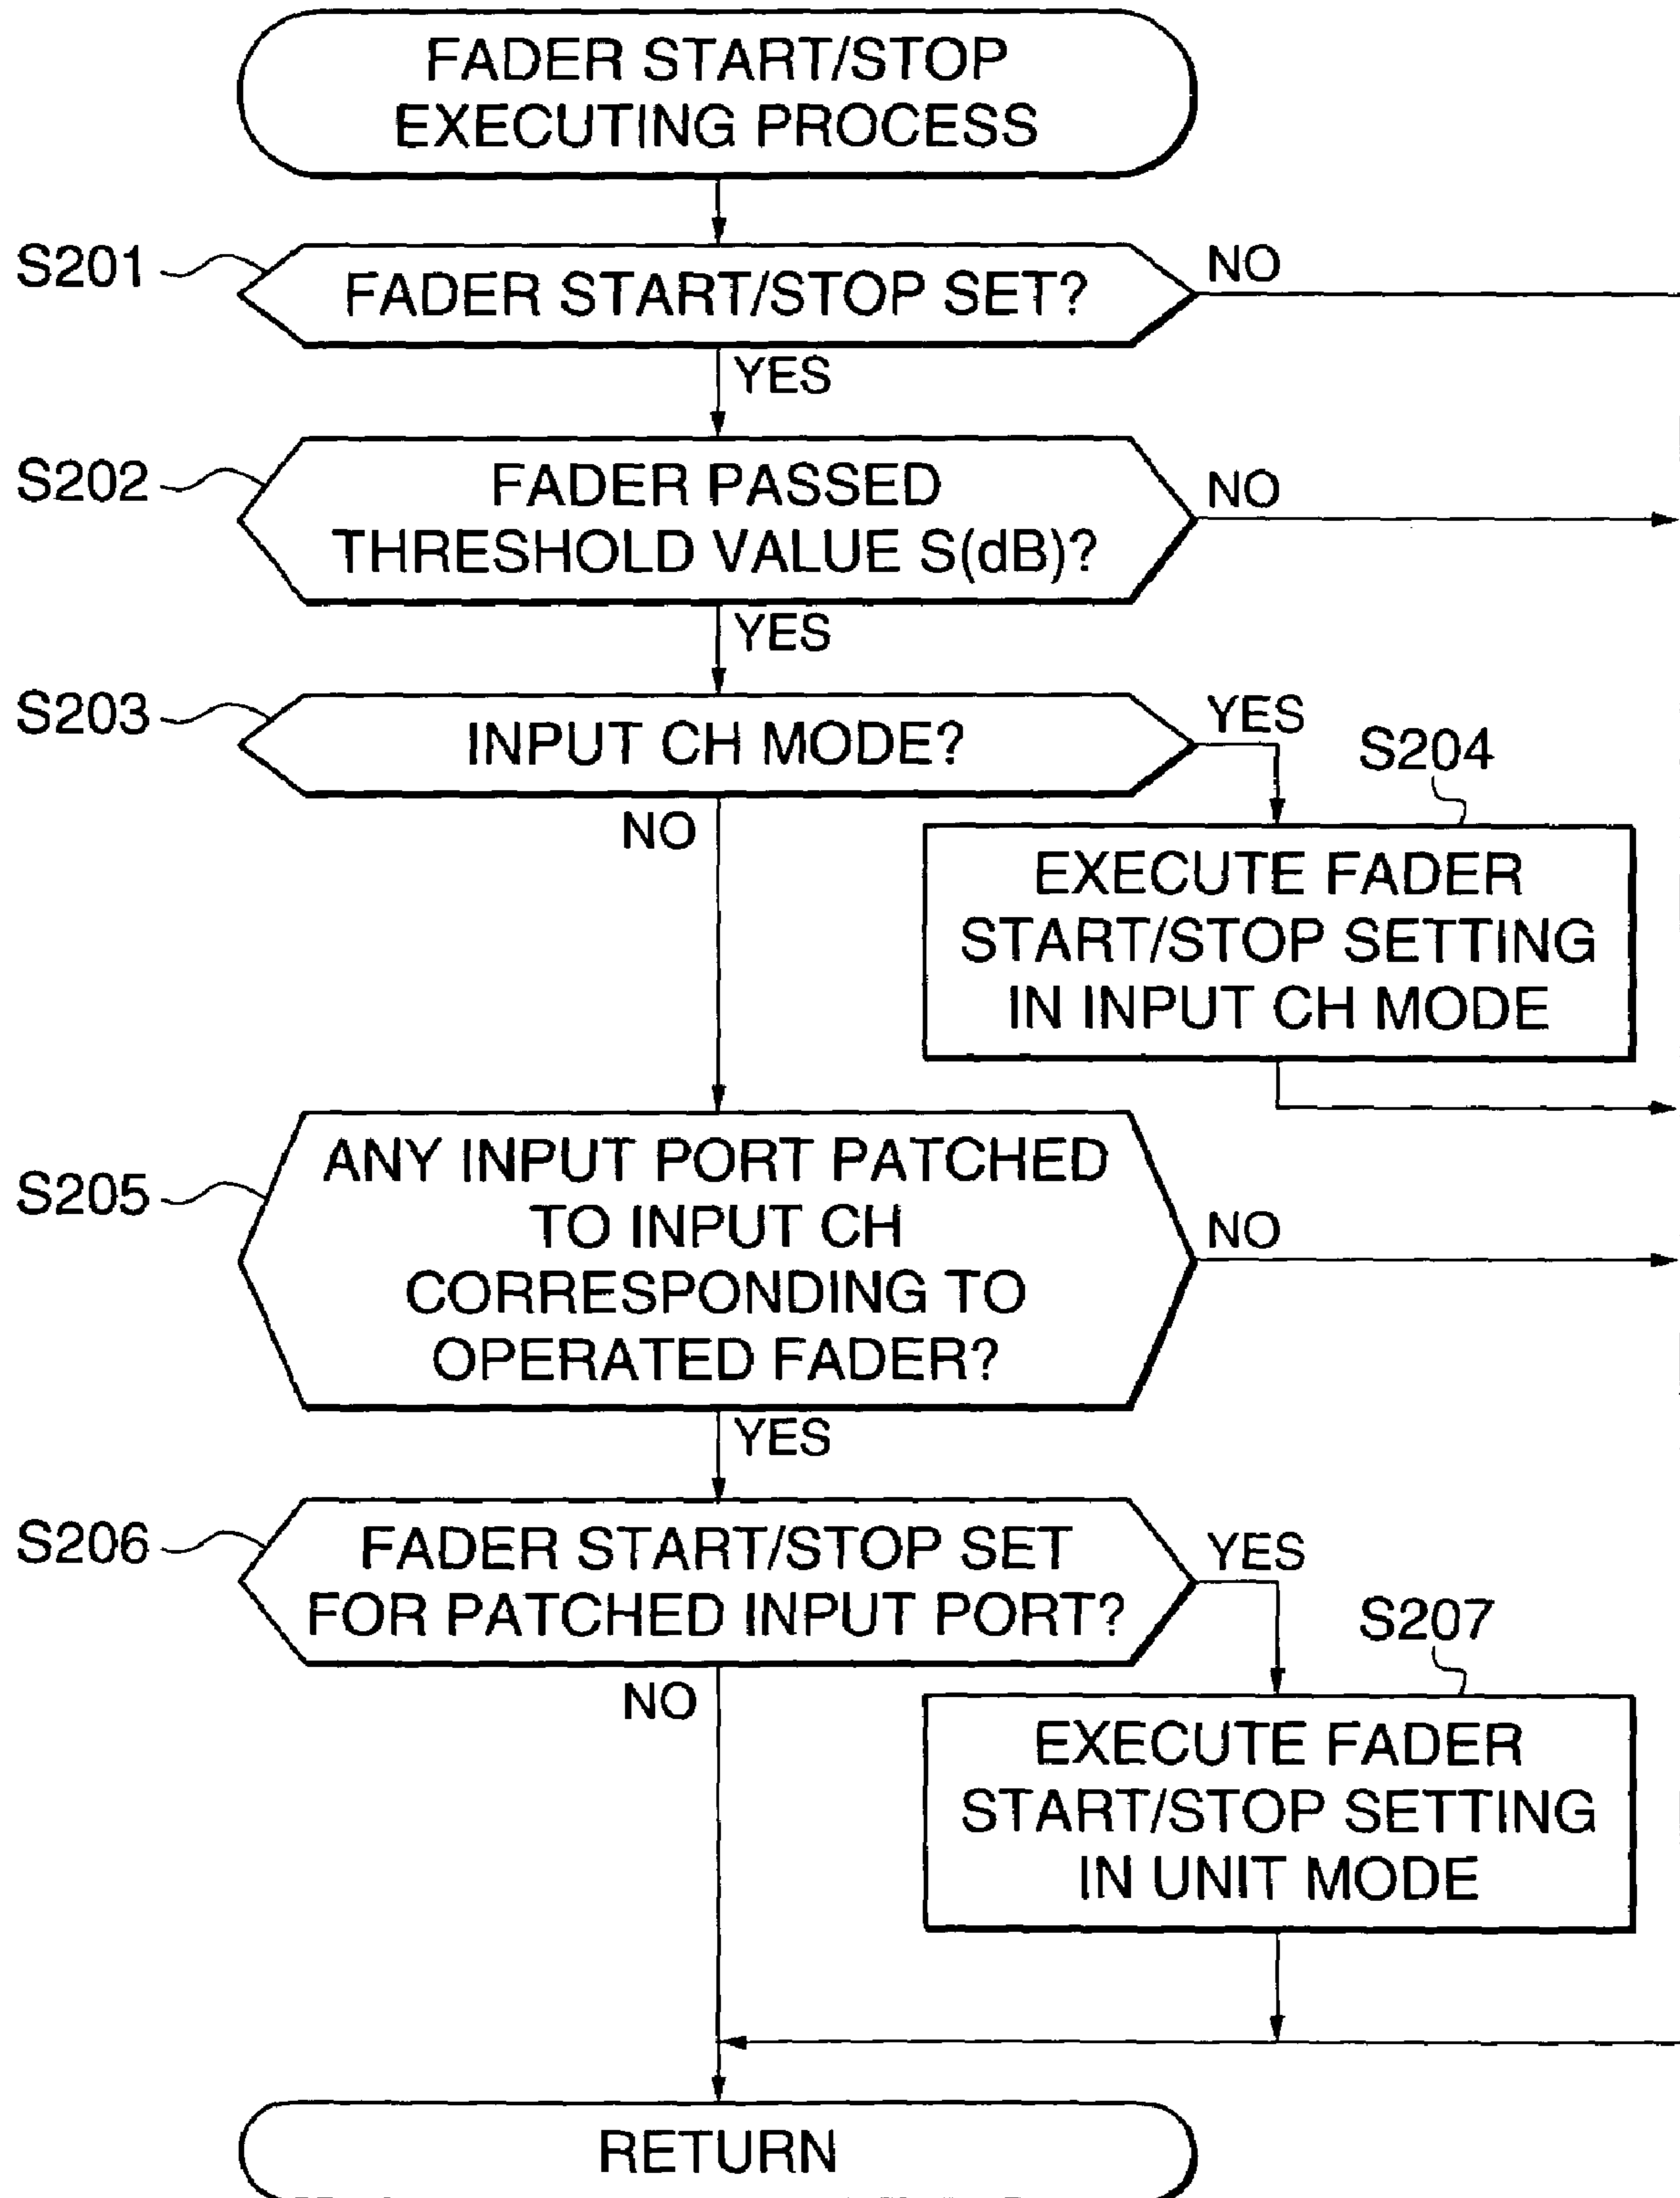 FADER START/STOP
EXECUTING PROCESS
S201
FADER START/STOP SET?
NO
YES
S202
FADER PASSED
THRESHOLD VALUE S(dB)?
NO
YES
S203
INPUT CH MODE?
YES
NO
S204
EXECUTE FADER
START/STOP SETTING
IN INPUT CH MODE
S205
ANY INPUT PORT PATCHED
TO INPUT CH
CORRESPONDING TO
OPERATED FADER?
NO
YES
S206
FADER START/STOP SET
FOR PATCHED INPUT PORT?
YES
NO
S207
EXECUTE FADER
START/STOP SETTING
IN UNIT MODE
RETURN